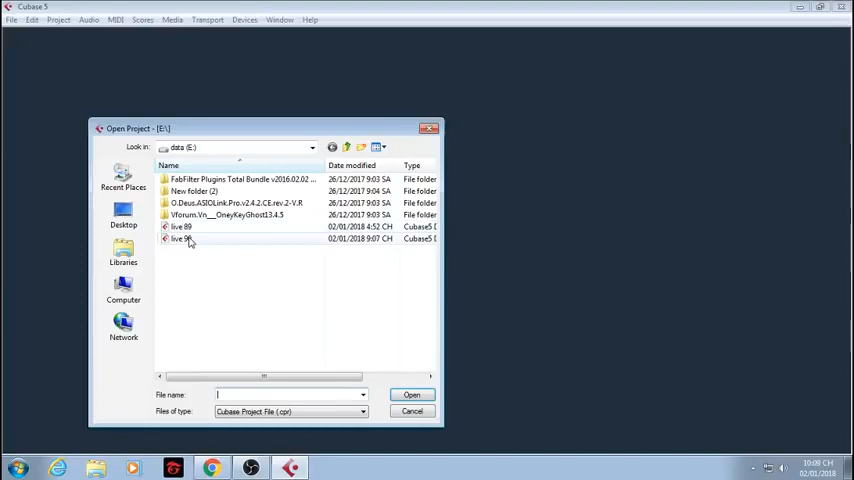 Cubase 5
File Edit Project Audio MIDI Scores Media Transport Devices Window Help
Open Project - [E:\]
Look in: data (E:)
Name Date modified Type
FabFilter Plugins Total Bundle v2016.02.02 ... 26/12/2017 9:03 SA File folder
New folder (2) 26/12/2017 9:04 SA File folder
O.Deus.ASIOLink.Pro.v2.4.2.CE.rev.2-V.R 26/12/2017 9:03 SA File folder
Vforum.Vn___OneyKeyGhost13.4.5 26/12/2017 9:03 SA File folder
live 89 02/01/2018 4:52 CH Cubase5 D
live 02/01/2018 9:07 CH Cubase5 D
Recent Places
Desktop
Libraries
Computer
Network
File name: Open
Files of type: Cubase Project File (.cpr) Cancel
10:09 CH
02/01/2018